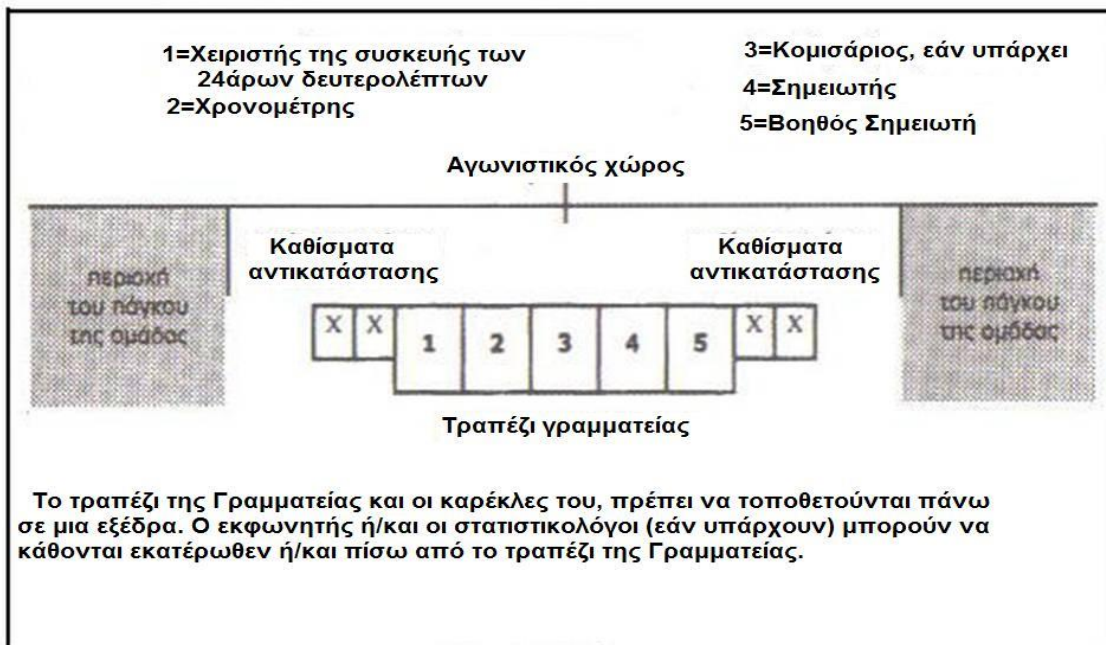 1=Χειριστής της συσκευής των
24άρων δευτερολέπτων
2=Χρονομέτρης
3=Κομισάριος, εάν υπάρχει
4=Σημειωτής
5=Βοηθός Σημειωτή
Αγωνιστικός χώρος
περιοχή
του πάγκου
της ομάδας
Καθίσματα
αντικατάστασης
Καθίσματα
αντικατάστασης
περιοχή
του πάγκου
της ομάδας
X X 1 2 3 4 5 X X
Τραπέζι γραμματείας
Το τραπέζι της Γραμματείας και οι καρέκλες του, πρέπει να τοποθετούνται πάνω
σε μια εξέδρα. Ο εκφωνητής ή/και οι στατιστικολόγοι (εάν υπάρχουν) μπορούν να
κάθονται εκατέρωθεν ή/και πίσω από το τραπέζι της Γραμματείας.